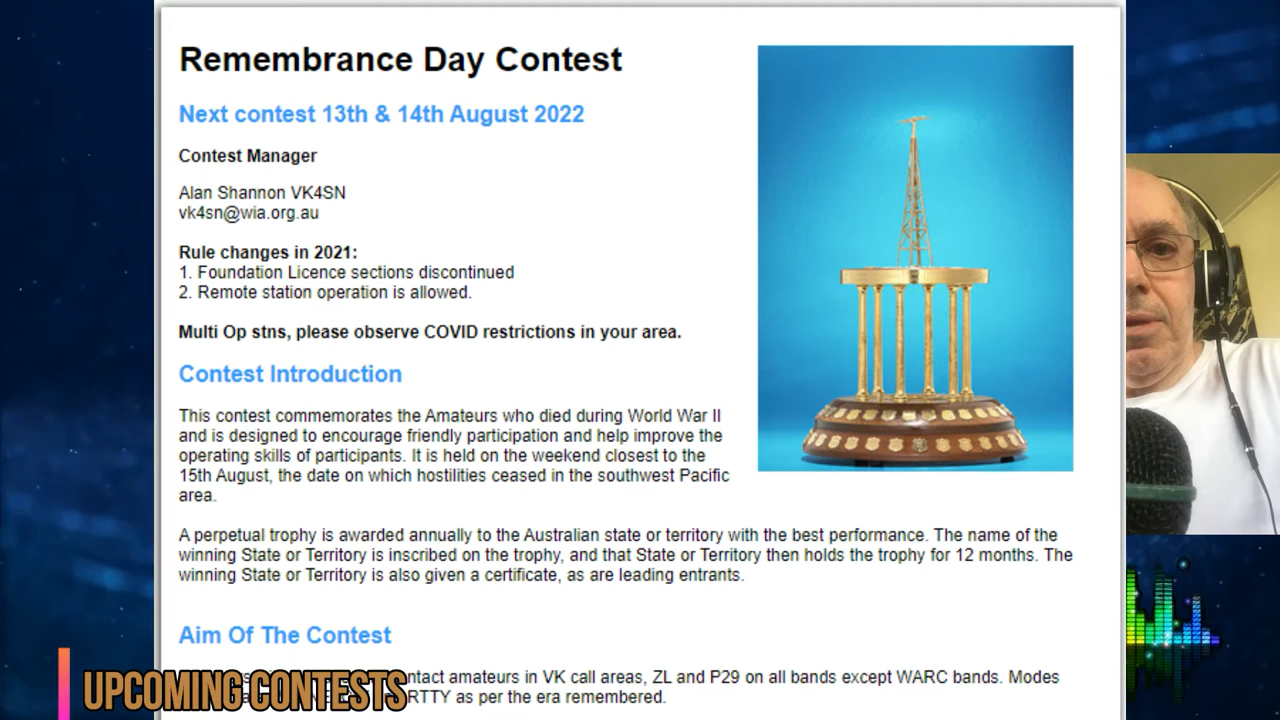 Remembrance Day Contest
Next contest 13th & 14th August 2022
Contest Manager
Alan Shannon VK4SN
vk4sn@wia.org.au
Rule changes in 2021:
1. Foundation Licence sections discontinued
2. Remote station operation is allowed.
Multi Op stns, please observe COVID restrictions in your area.
Contest Introduction
This contest commemorates the Amateurs who died during World War II
and is designed to encourage friendly participation and help improve the
operating skills of participants. It is held on the weekend closest to the
15th August, the date on which hostilities ceased in the southwest Pacific
area.
A perpetual trophy is awarded annually to the Australian state or territory with the best performance. The name of the
winning State or Territory is inscribed on the trophy, and that State or Territory then holds the trophy for 12 months. The
winning State or Territory is also given a certificate, as are leading entrants.
Aim Of The Contest
amateurs in VK call areas, ZL and P29 on all bands except WARC bands. Modes
RTTY as per the era remembered.
UPCOMING CONTESTS